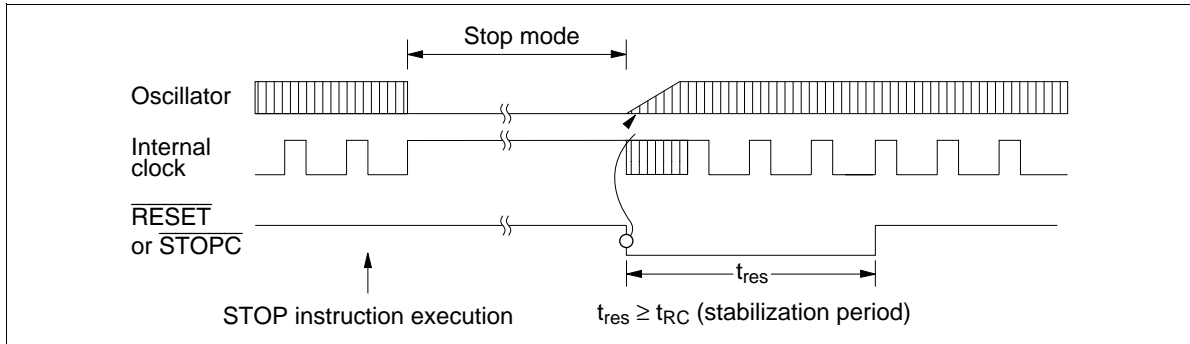 Stop mode
Oscillator
Internal
clock
RESET
or STOPC
tres
STOP instruction execution
tres ≥ tRC (stabilization period)